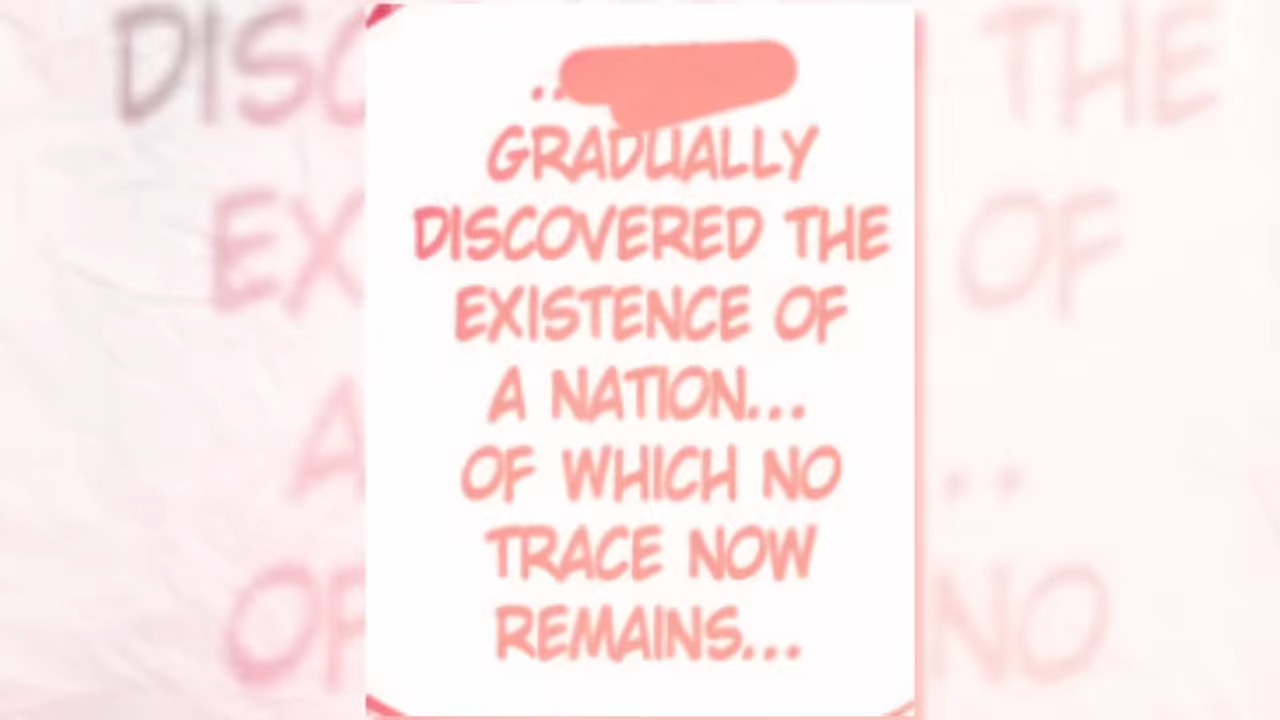 ..
GRADUALLY
DISCOVERED THE
EXISTENCE OF
A NATION...
OF WHICH NO
TRACE NOW
REMAINS...